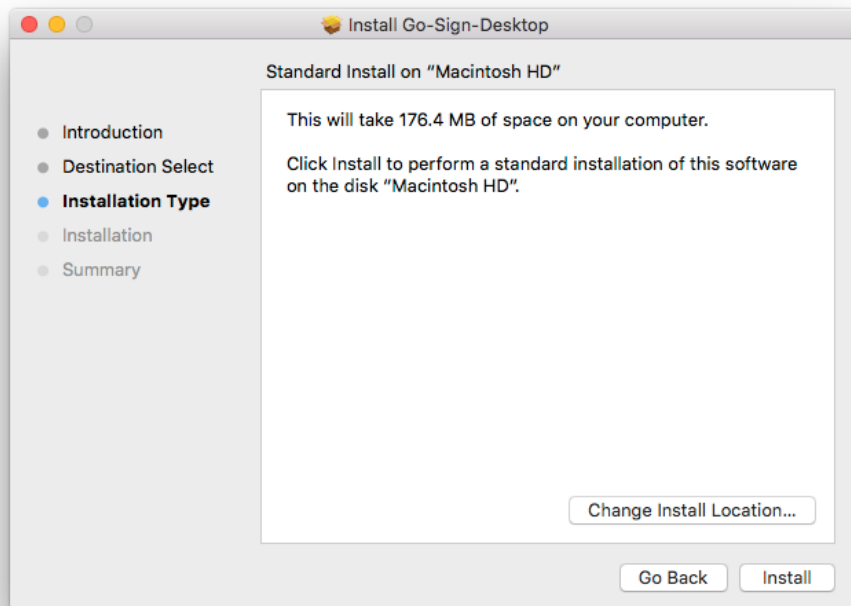 Install Go-Sign-Desktop
Standard Install on “Macintosh HD”
Introduction
Destination Select
Installation Type
Installation
Summary
This will take 176.4 MB of space on your computer.
Click Install to perform a standard installation of this software
on the disk “Macintosh HD”.
Change Install Location...
Go Back
Install